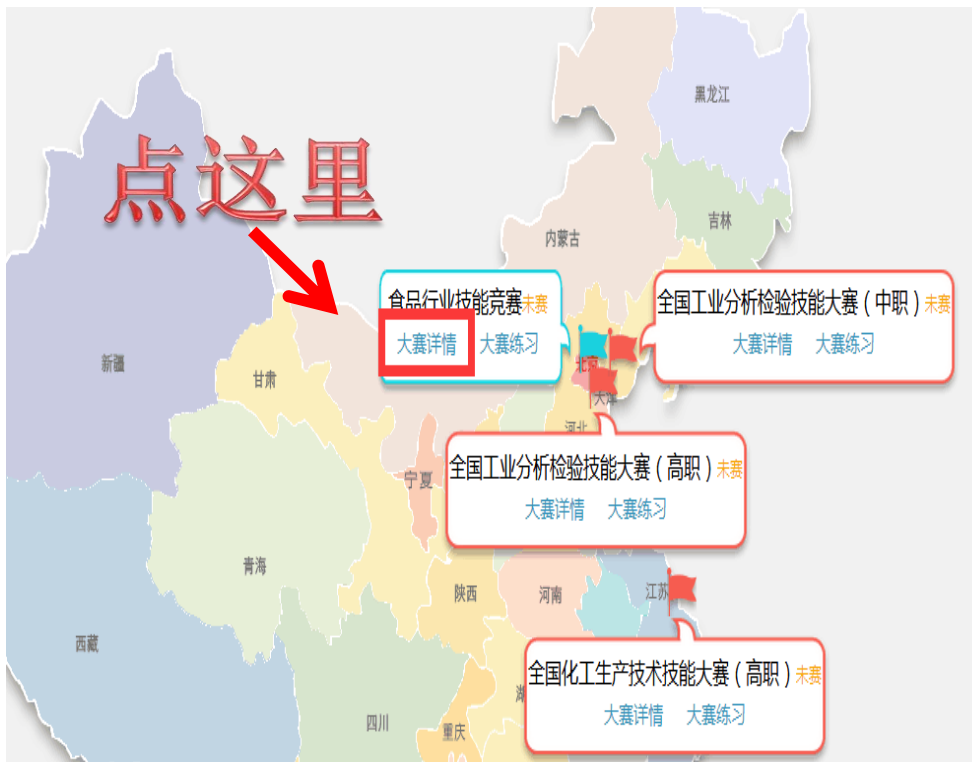 黑龙江
点这里
吉林
内蒙古
食品行业技能竞赛未赛
大赛详情 大赛练习
全国工业分析检验技能大赛（中职）未赛
大赛详情 大赛练习
新疆
甘肃
北京
天津
河北
全国工业分析检验技能大赛（高职）未赛
大赛详情 大赛练习
宁夏
青海
陕西
河南
江苏
西藏
全国化工生产技术技能大赛（高职）未赛
大赛详情 大赛练习
四川
重庆
湖